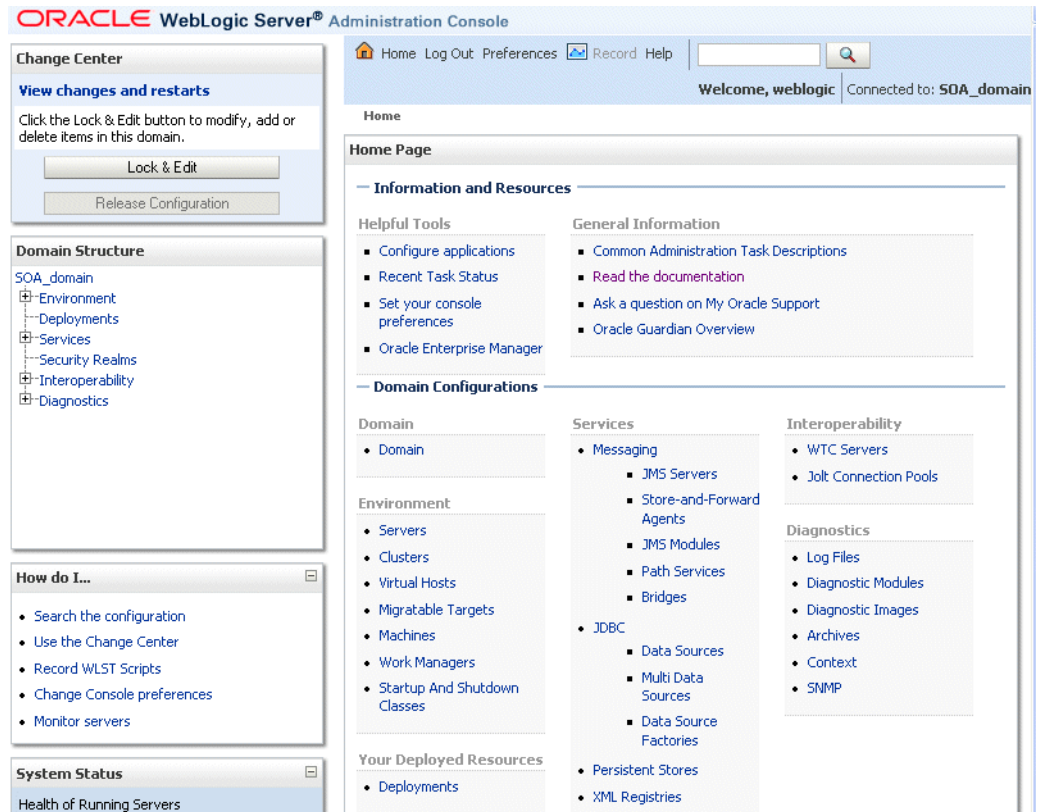 ORACLE WebLogic Server® Administration Console
Change Center
View changes and restarts
Click the Lock & Edit button to modify, add or
delete items in this domain.
Lock & Edit
Release Configuration
Domain Structure
SOA_domain
Environment
Deployments
Services
Security Realms
Interoperability
Diagnostics
How do I...
Search the configuration
Use the Change Center
Record WLST Scripts
Change Console preferences
Monitor servers
System Status
Health of Running Servers
Home Log Out Preferences Record Help
Welcome, weblogic Connected to: SOA_domain
Home
Home Page
Information and Resources
Helpful Tools
Configure applications
Recent Task Status
Set your console
preferences
Oracle Enterprise Manager
General Information
Common Administration Task Descriptions
Read the documentation
Ask a question on My Oracle Support
Oracle Guardian Overview
Domain Configurations
Domain
Domain
Environment
Servers
Clusters
Virtual Hosts
Migratable Targets
Machines
Work Managers
Startup And Shutdown
Classes
Your Deployed Resources
Deployments
Services
Messaging
JMS Servers
Store-and-Forward
Agents
JMS Modules
Path Services
Bridges
JDBC
Data Sources
Multi Data
Sources
Data Source
Factories
Persistent Stores
XML Registries
Interoperability
WTC Servers
Jolt Connection Pools
Diagnostics
Log Files
Diagnostic Modules
Diagnostic Images
Archives
Context
SNMP